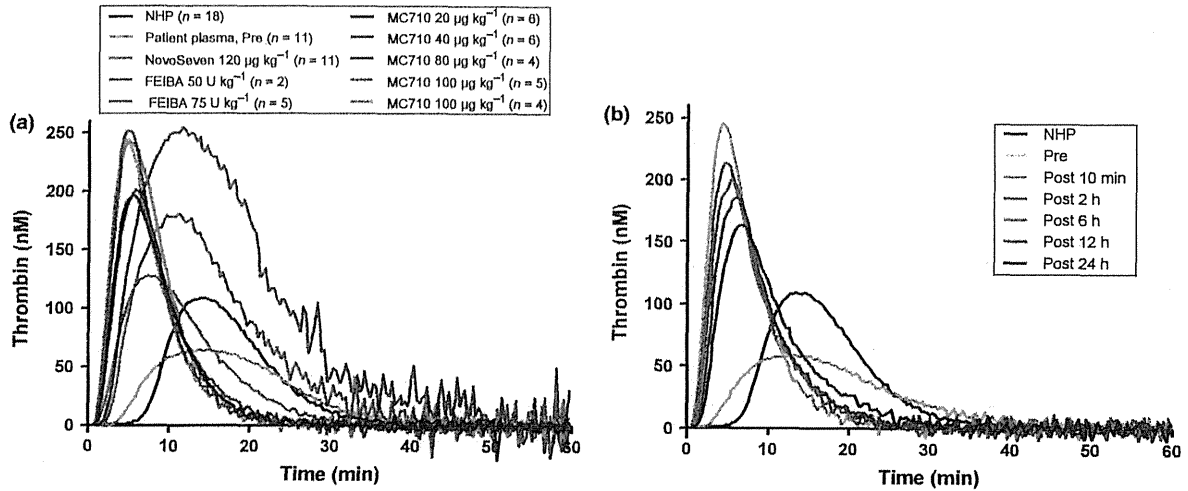 NHP (n = 18)
Patient plasma, Pre (n = 11)
NovoSeven 120 µg kg⁻¹ (n = 11)
FEIBA 50 U kg⁻¹ (n = 2)
FEIBA 75 U kg⁻¹ (n = 5)
MC710 20 µg kg⁻¹ (n = 6)
MC710 40 µg kg⁻¹ (n = 6)
MC710 80 µg kg⁻¹ (n = 4)
MC710 100 µg kg⁻¹ (n = 5)
MC710 100 µg kg⁻¹ (n = 4)
(a)
Thrombin (nM)
250
200
150
100
50
0
0 10 20 30 40 50 60
Time (min)
(b)
Thrombin (nM)
250
200
150
100
50
0
0 10 20 30 40 50 60
Time (min)
NHP
Pre
Post 10 min
Post 2 h
Post 6 h
Post 12 h
Post 24 h